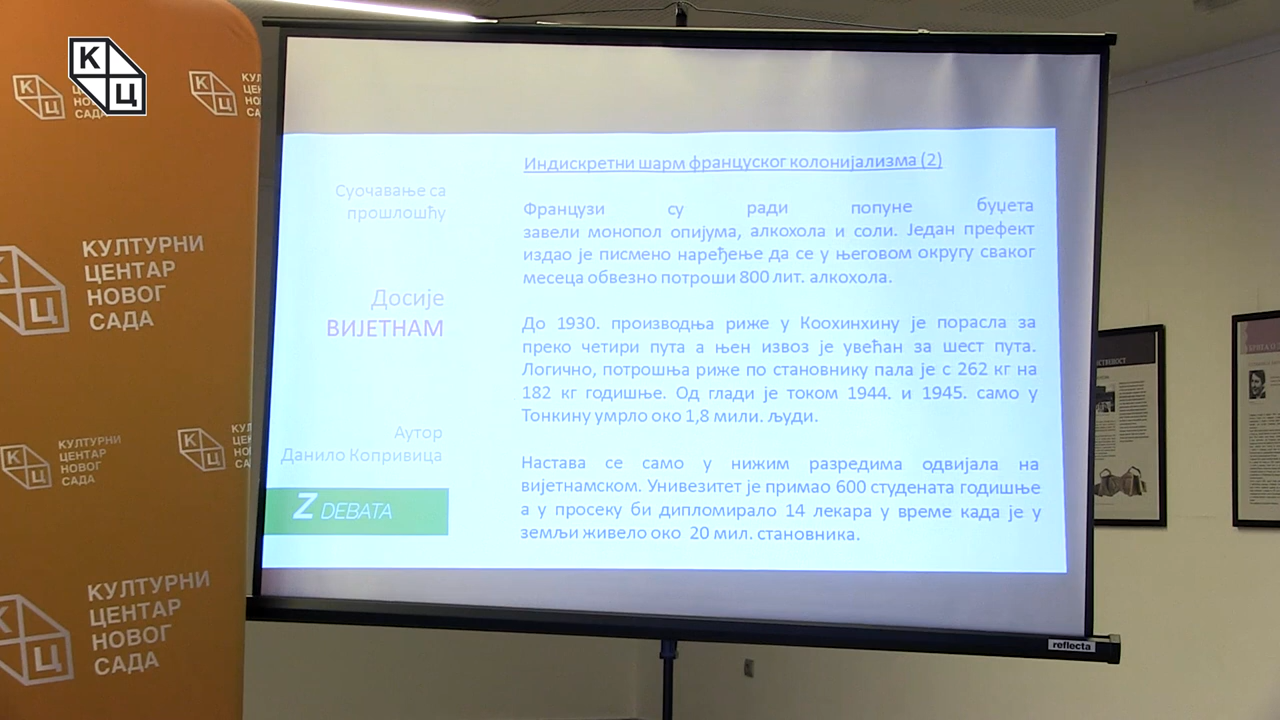 К
Ц
КУЛТУРНИ
ЦЕНТАР
НОВОГ
САДА
КУЛТУРНИ
ЦЕНТАР
НОВОГ
САДА
КУЛТУРНИ
ЦЕНТАР
НОВОГ
САДА
Суочавање са
прошлошћу
Досије
ВИЈЕТНАМ
Аутор
Данило Копривица
Z DEBATA
Индискретни шарм француског колонијализма (2)
Французи су ради попуне буџета
завели монопол опијума, алкохола и соли. Један префект
издао је писмено наређење да се у његовом округу сваког
месеца обвезно потроши 800 лит. алкохола.
До 1930. производња риже у Коохинхину је порасла за
преко четири пута а њен извоз је увећан за шест пута.
Логично, потрошња риже по становнику пала је с 262 кг на
182 кг годишње. Од глади је током 1944. и 1945. само у
Тонкину умрло око 1,8 мили. људи.
Настава се само у нижим разредима одвијала на
вијетнамском. Унивезитет је примао 600 студената годишње
а у просеку би дипломирало 14 лекара у време када је у
земљи живело око 20 мил. становника.
reflecta